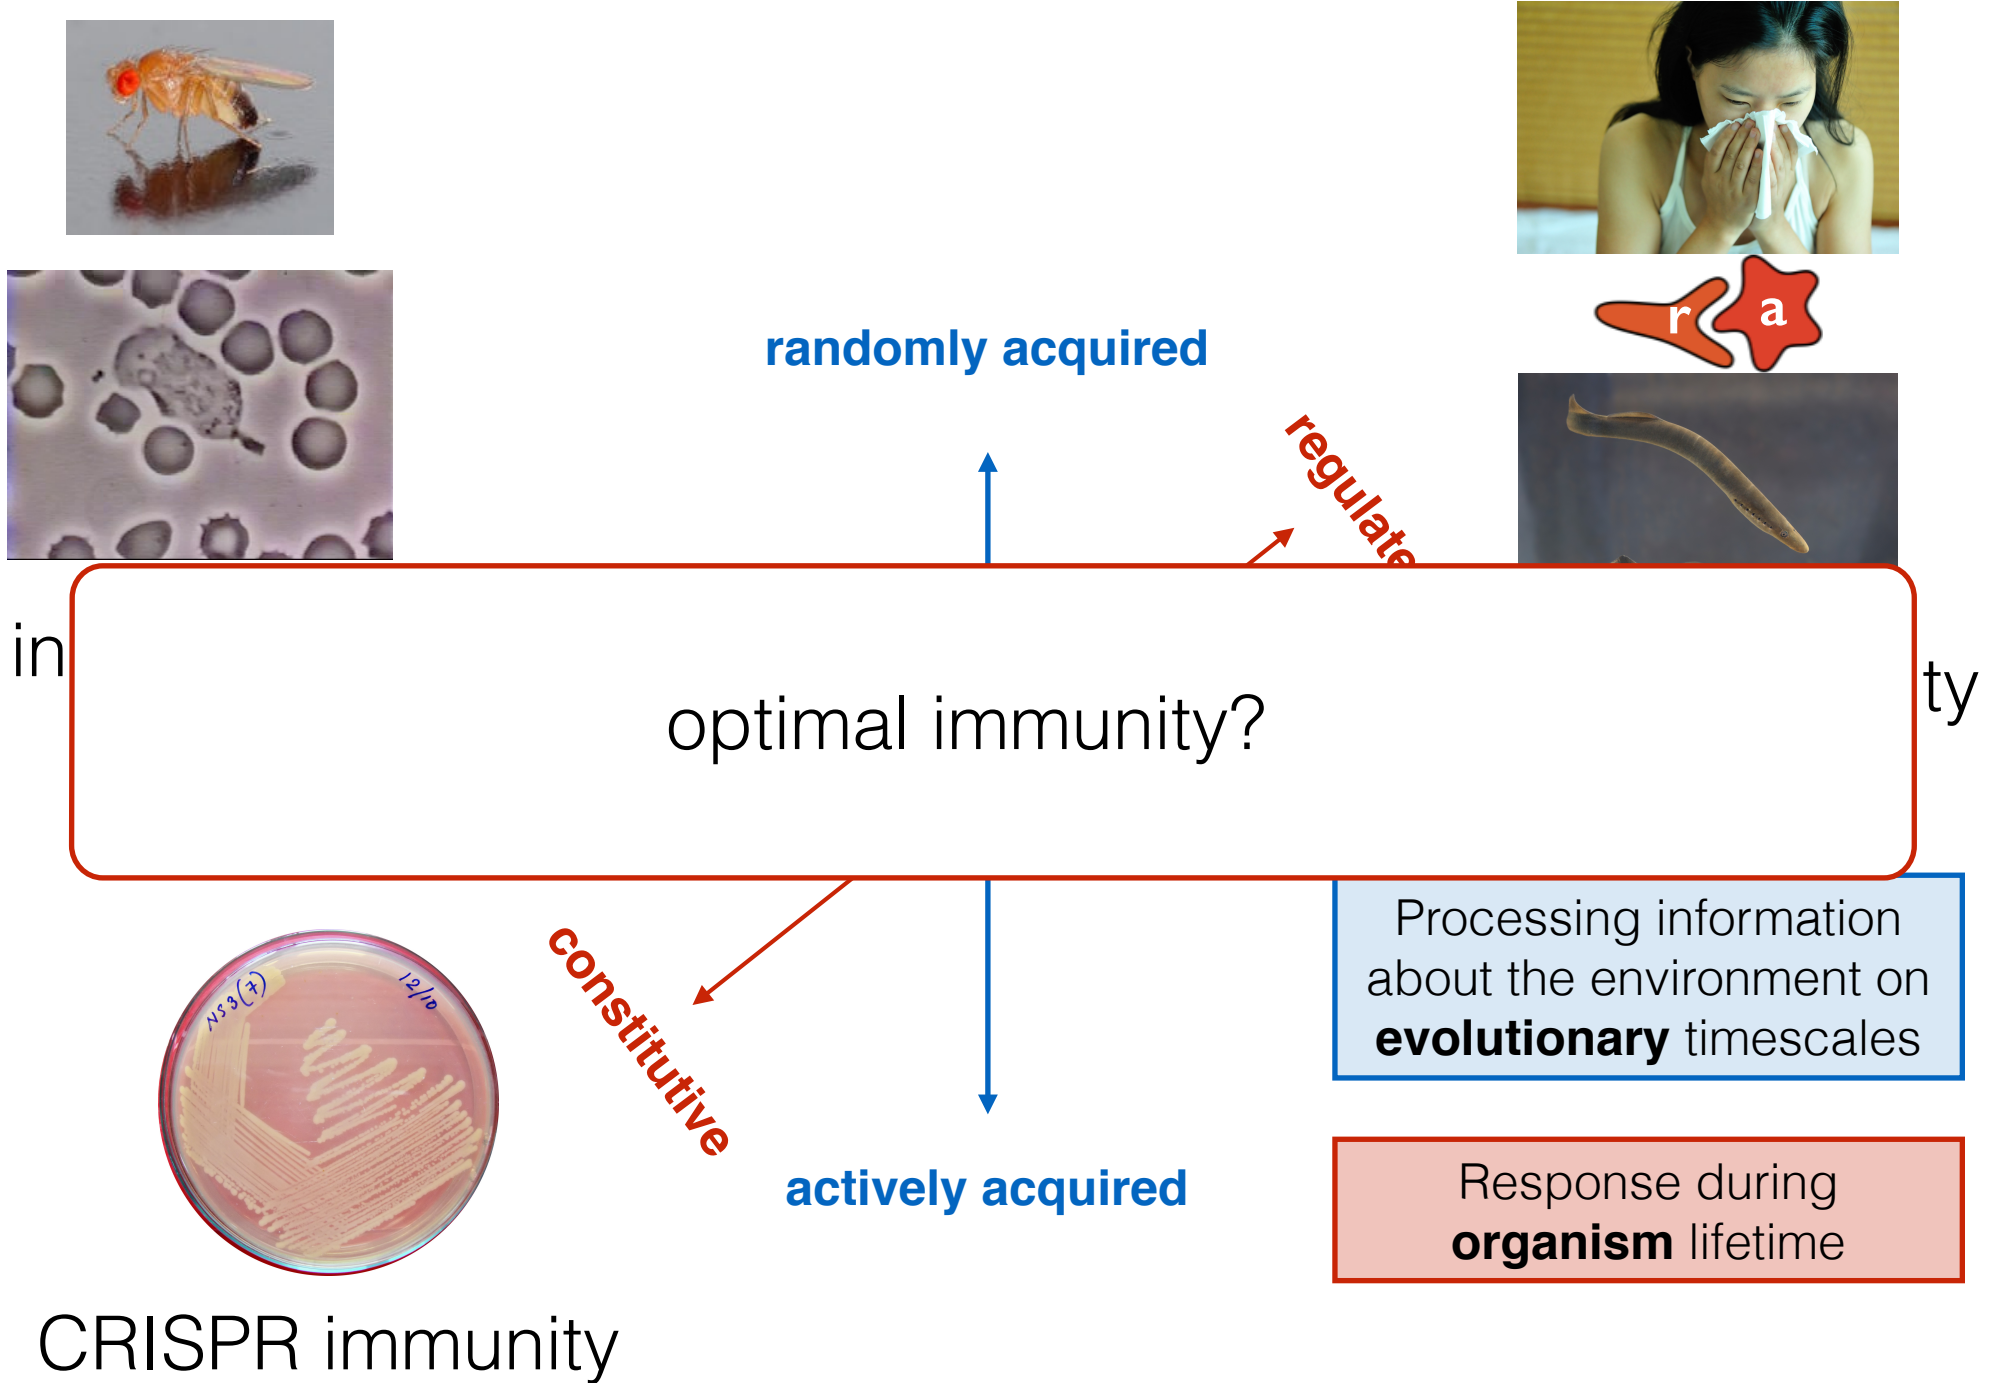 r a
randomly acquired
regulate
in
ty
optimal immunity?
constitutive
NS3(7)
12/10
actively acquired
Processing information
about the environment on
evolutionary timescales
Response during
organism lifetime
CRISPR immunity